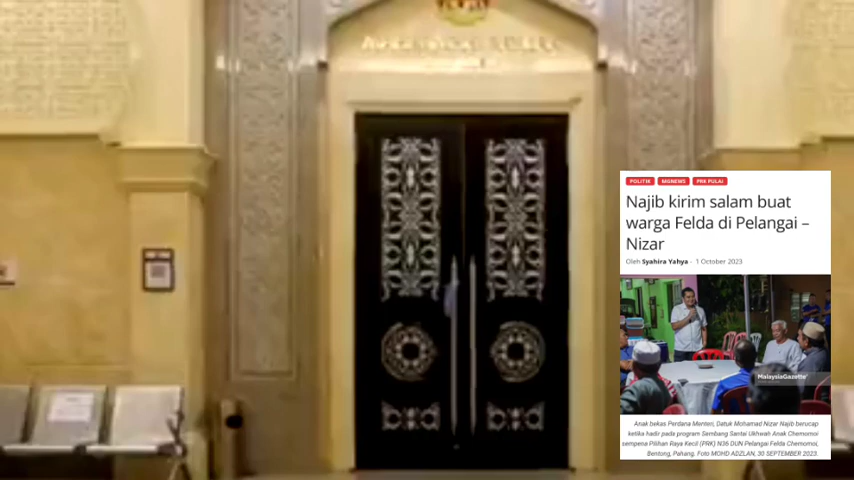 POLITIK MGNEWS PRK PULAI
Najib kirim salam buat
warga Felda di Pelangai –
Nizar
Oleh Syahira Yahya - 1 October 2023
MalaysiaGazette
Anak bekas Perdana Menteri, Datuk Mohamad Nizar Najib berucap
ketika hadir pada program Sembang Santai Ukhwah Anak Chemomoi
sempena Pilihan Raya Kecil (PRK) N36 DUN Pelangai Felda Chemomoi,
Bentong, Pahang. Foto MOHD ADZLAN, 30 SEPTEMBER 2023.